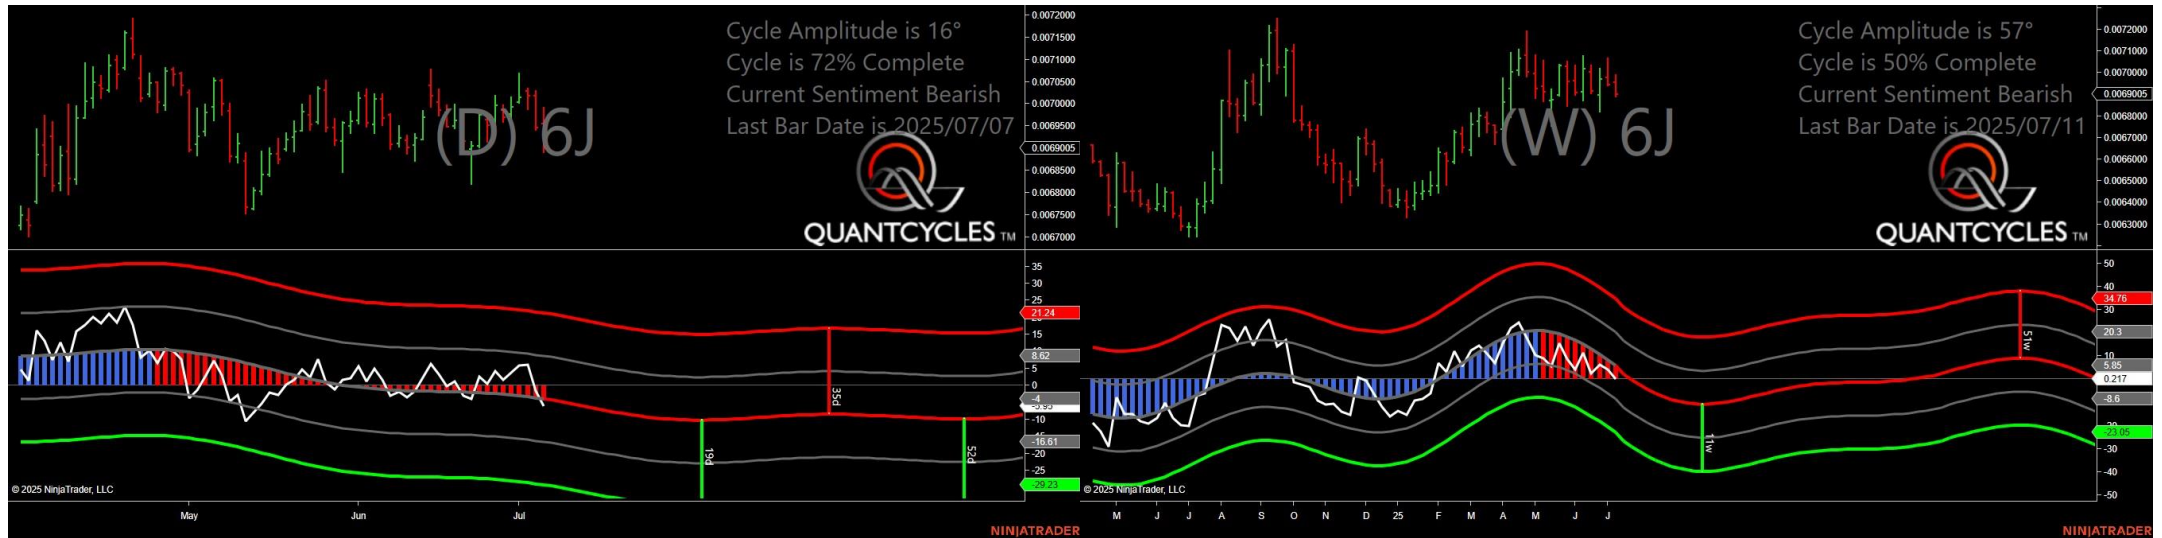 Cycle Amplitude is 16°
Cycle is 72% Complete
Current Sentiment Bearish
Last Bar Date is 2025/07/07
(D) 6J
QUANTCYCLES TM
0.0072000
0.0071500
0.0071000
0.0070500
0.0070000
0.0069500
0.0069005
0.0068500
0.0068000
0.0067500
0.0067000
35
30
25
21.24
15
8.62
5
0
-4
-5.95
-10
-16.61
-20
-25
-29.23
35d
19d
52d
© 2025 NinjaTrader, LLC
May
Jun
Jul
NINJATRADER
Cycle Amplitude is 57°
Cycle is 50% Complete
Current Sentiment Bearish
Last Bar Date is 2025/07/11
(W) 6J
QUANTCYCLES TM
0.0072000
0.0071000
0.0070000
0.0069005
0.0068000
0.0067000
0.0066000
0.0065000
0.0064000
0.0063000
50
40
34.76
30
20.3
10
5.85
0.217
-8.6
-23.05
-30
-40
-50
51w
11w
© 2025 NinjaTrader, LLC
M
J
J
A
S
O
N
D
25
F
M
A
M
J
J
NINJATRADER